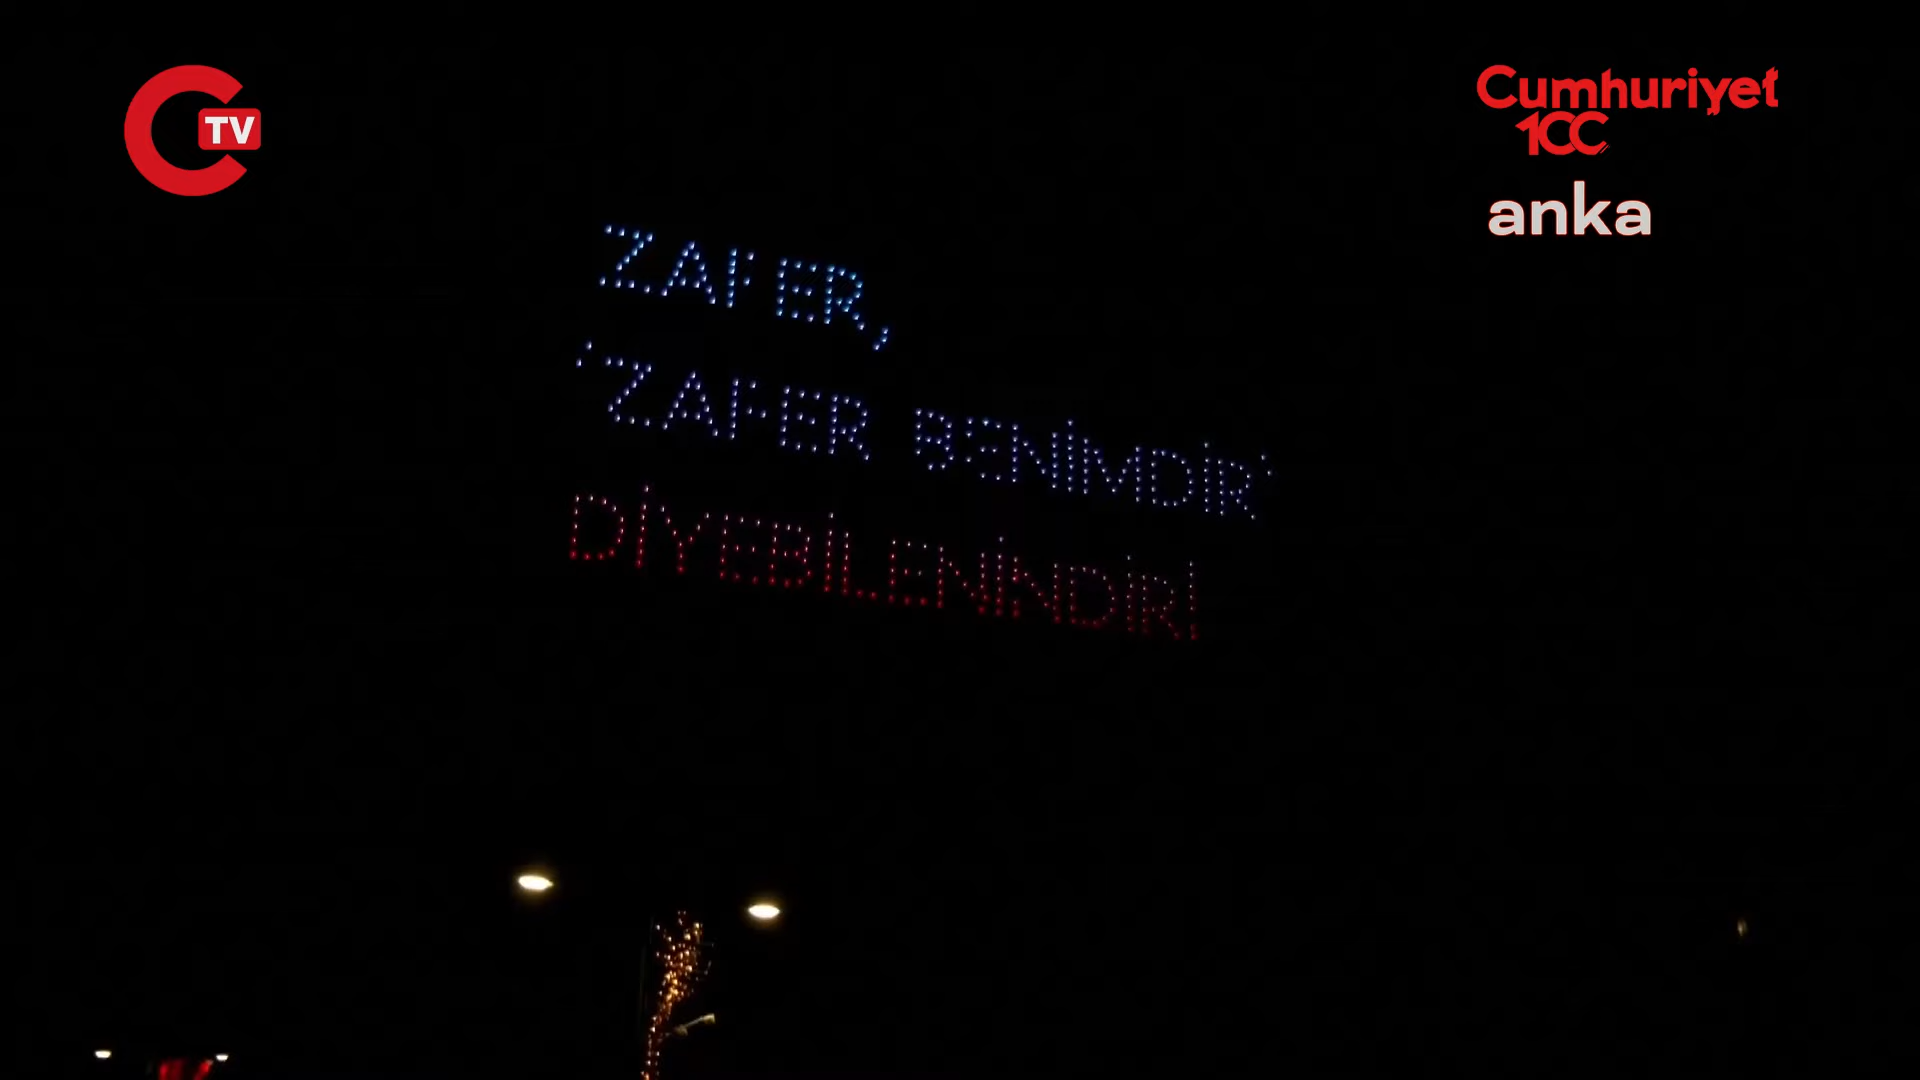 TV
Cumhuriyet
100
anka
ZAFER,
'ZAFER BENİMDİR'
DİYEBİLENİNDİR!